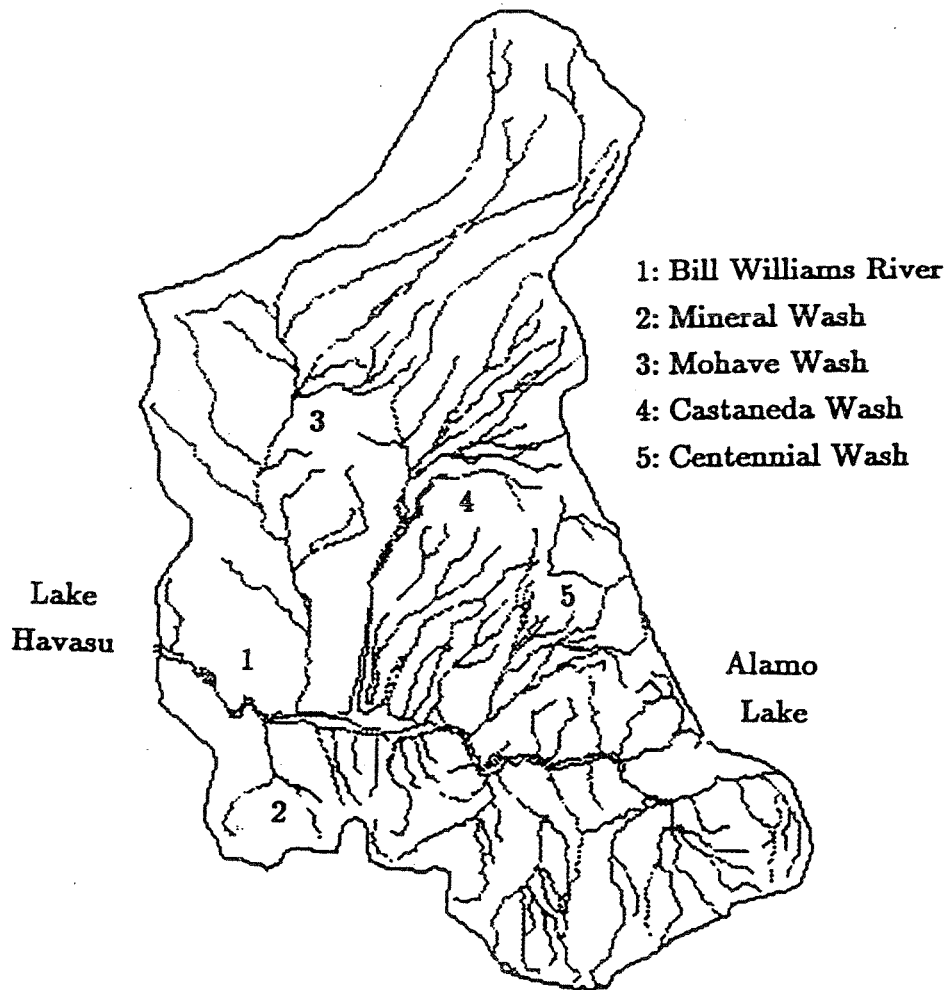 1: Bill Williams River
2: Mineral Wash
3: Mohave Wash
4: Castaneda Wash
5: Centennial Wash
3
4
5
Lake
Havasu
1
Alamo
Lake
2